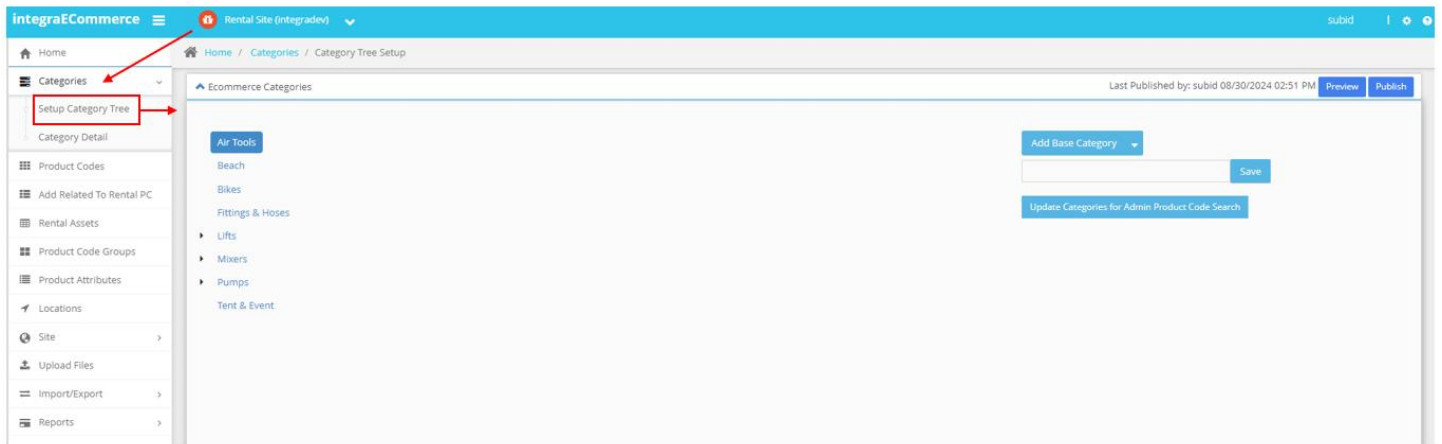 integraECommerce
Rental Site (integradev)
subid
Home
Home / Categories / Category Tree Setup
Categories
Setup Category Tree
Category Detail
Product Codes
Add Related To Rental PC
Rental Assets
Product Code Groups
Product Attributes
Locations
Site
Upload Files
Import/Export
Reports
Ecommerce Categories
Last Published by: subid 08/30/2024 02:51 PM Preview Publish
Air Tools
Beach
Bikes
Fittings & Hoses
Lifts
Mixers
Pumps
Tent & Event
Add Base Category
Save
Update Categories for Admin Product Code Search